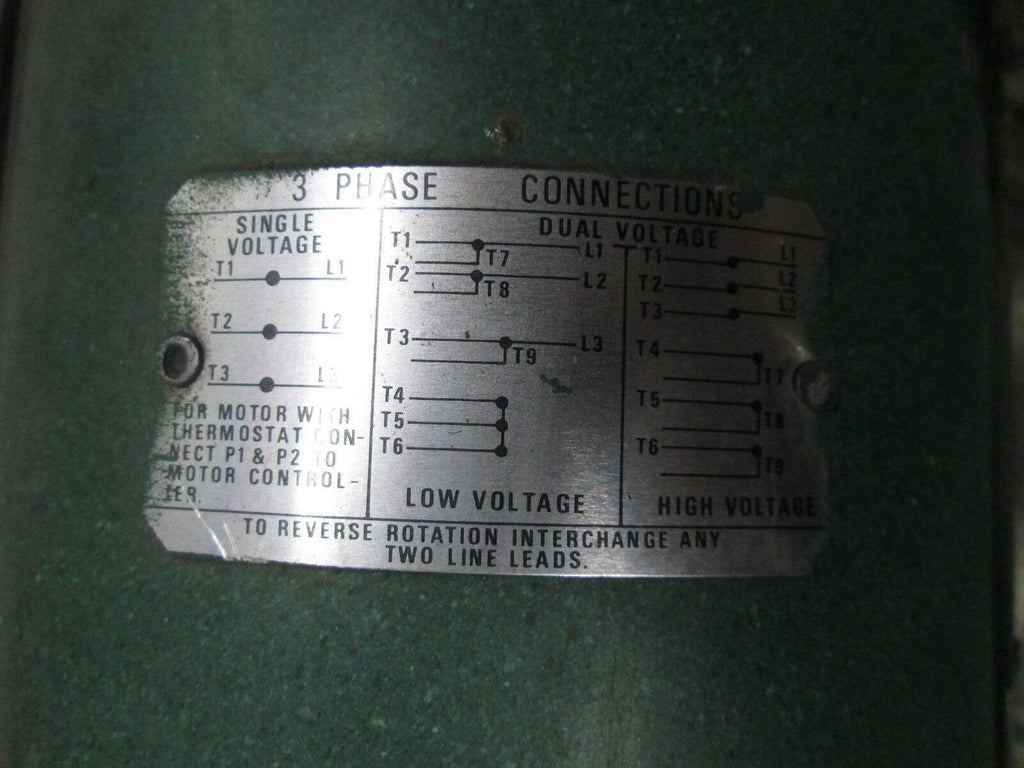 3 PHASE CONNECTIONS
SINGLE
VOLTAGE
T1 L1
T2 L2
T3 L3
FOR MOTOR WITH
THERMOSTAT CON-
NECT P1 & P2 TO
MOTOR CONTROL-
LER.
DUAL VOLTAGE
T1 L1
T7
T2 L2
T8
T3 L3
T9
T4
T5
T6
LOW VOLTAGE
T1 L1
T2 L2
T3 L3
T4
T7
T5
T8
T6
T9
HIGH VOLTAGE
TO REVERSE ROTATION INTERCHANGE ANY
TWO LINE LEADS.